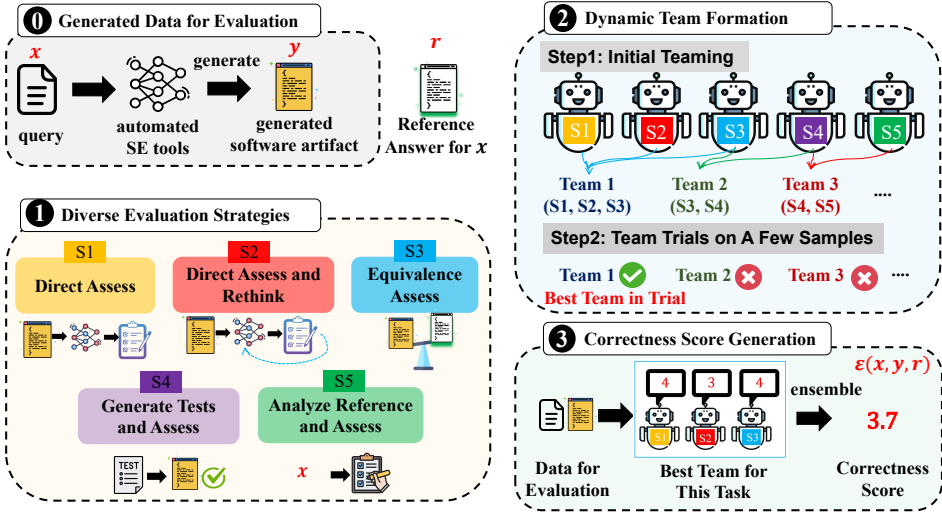 0 Generated Data for Evaluation
x
query
automated
SE tools
generate
y
generated
software artifact
r
Reference
Answer for x
1 Diverse Evaluation Strategies
S1
Direct Assess
S2
Direct Assess and
Rethink
S3
Equivalence
Assess
S4
Generate Tests
and Assess
S5
Analyze Reference
and Assess
TEST
x
2 Dynamic Team Formation
Step1: Initial Teaming
S1 S2 S3 S4 S5
Team 1 Team 2 Team 3 ....
(S1, S2, S3) (S3, S4) (S4, S5)
Step2: Team Trials on A Few Samples
Team 1 Team 2 Team 3 ....
Best Team in Trial
3 Correctness Score Generation
4 3 4
S1 S2 S3
Data for
Evaluation
Best Team for
This Task
ensemble
ε(x, y, r)
3.7
Correctness
Score